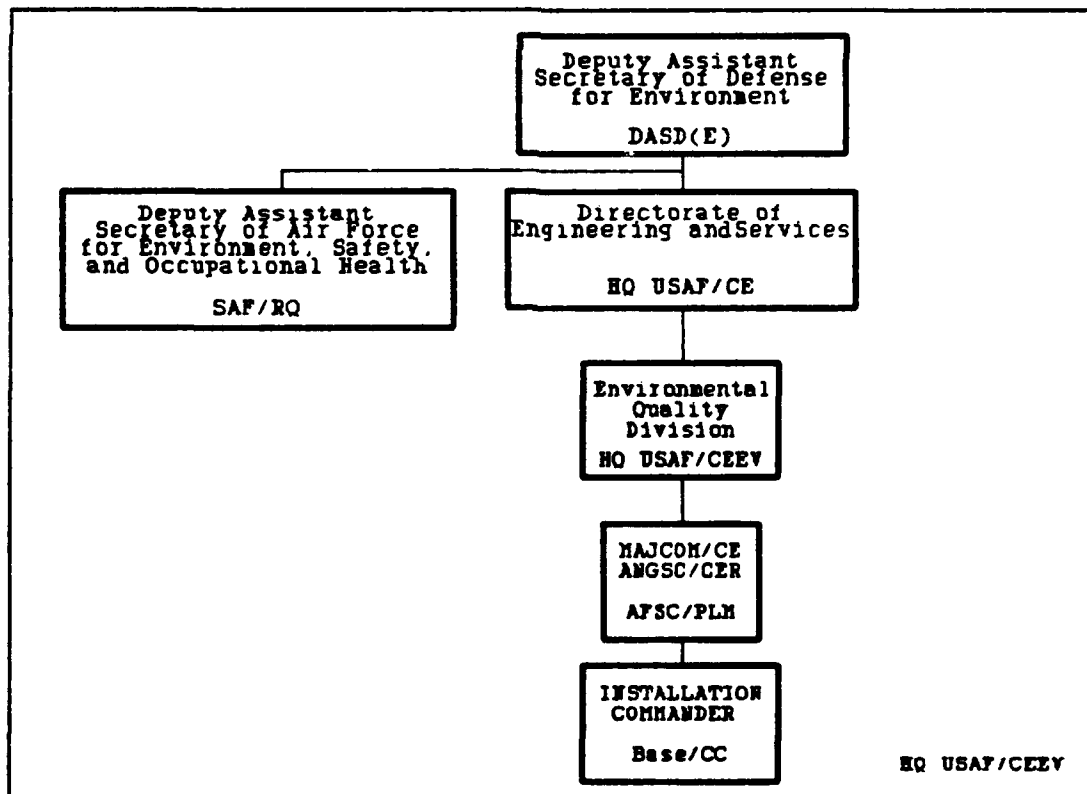 Deputy Assistant
Secretary of Defense
for Environment
DASD(E)
Deputy Assistant
Secretary of Air Force
for Environment, Safety,
and Occupational Health
SAF/RQ
Directorate of
Engineering andServices
HQ USAF/CE
Environmental
Quality
Division
HQ USAF/CEEV
MAJCOM/CE
ANGSC/CER
AFSC/PLM
INSTALLATION
COMMANDER
Base/CC
HQ USAF/CEEV